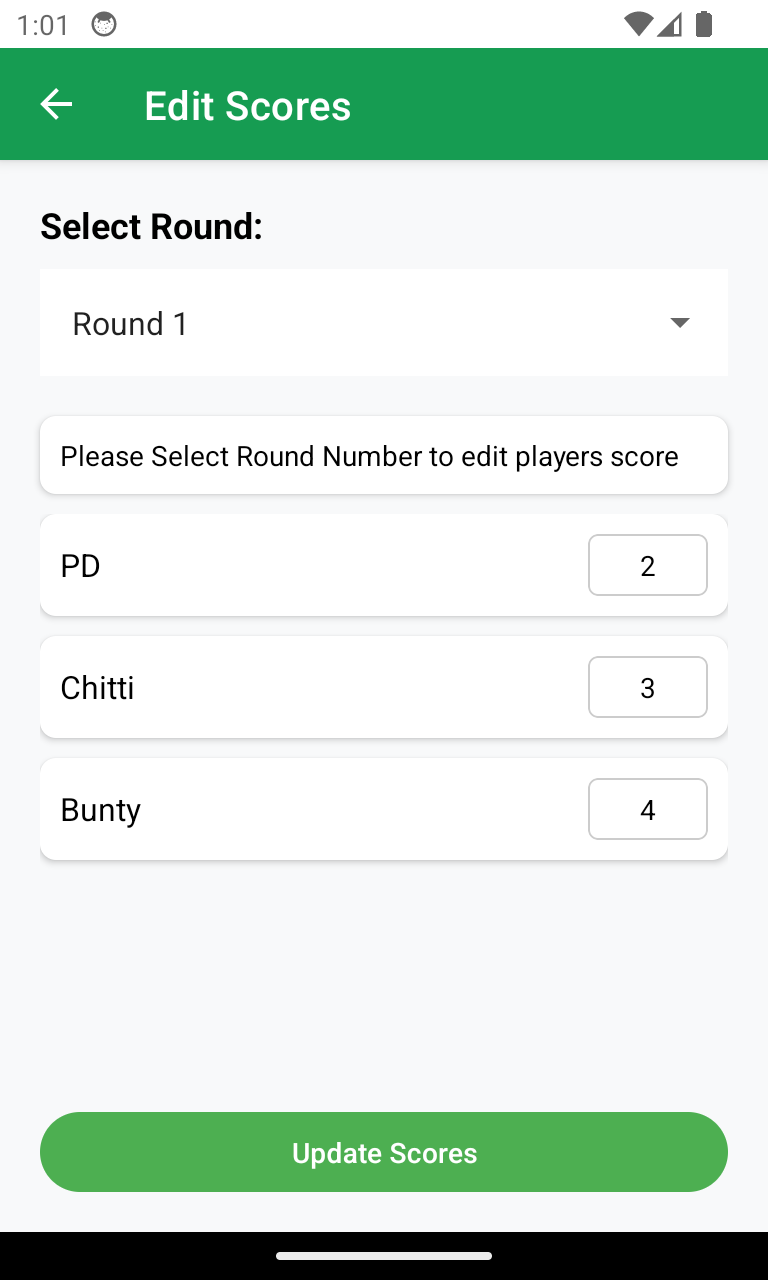 1:01
Edit Scores
Select Round:
Round 1
Please Select Round Number to edit players score
PD
2
Chitti
3
Bunty
4
Update Scores